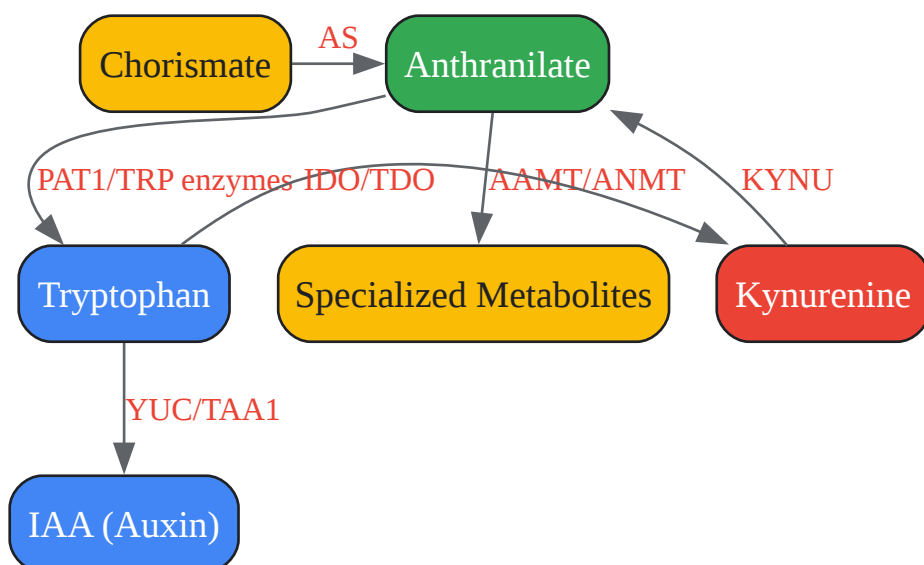 AS
Chorismate
Anthranilate
PAT1/TRP enzymes
IDO/TDO
AAMT/ANMT
KYNU
Tryptophan
Specialized Metabolites
Kynurenine
YUC/TAA1
IAA (Auxin)